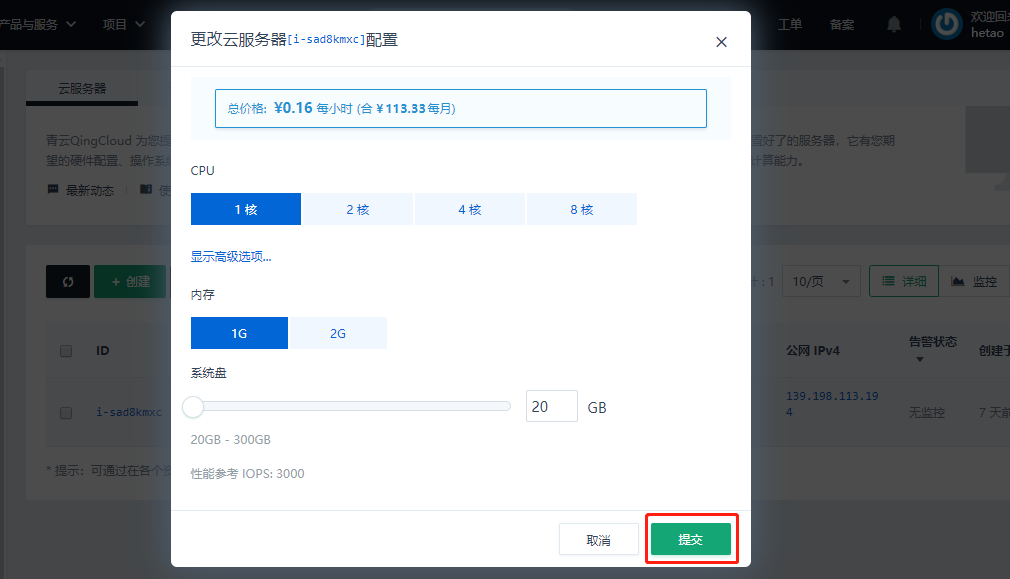 产品与服务
项目
工单
备案
欢迎回来
hetao
更改云服务器[i-sad8kmxc]配置
云服务器
总价格: ¥0.16 每小时 (合 ¥113.33每月)
青云QingCloud 为您提
置好了的服务器，它有您期
望的硬件配置、操作系
计算能力。
最新动态
使
CPU
1 核
2 核
4 核
8 核
显示高级选项...
+ 创建
计：1
10/页
详细
监控
内存
1G
2G
ID
公网 IPv4
告警状态
创建于
系统盘
20 GB
i-sad8kmxc
139.198.113.19
4
无监控
7 天前
20GB - 300GB
* 提示：可通过在各个资
性能参考 IOPS: 3000
取消
提交